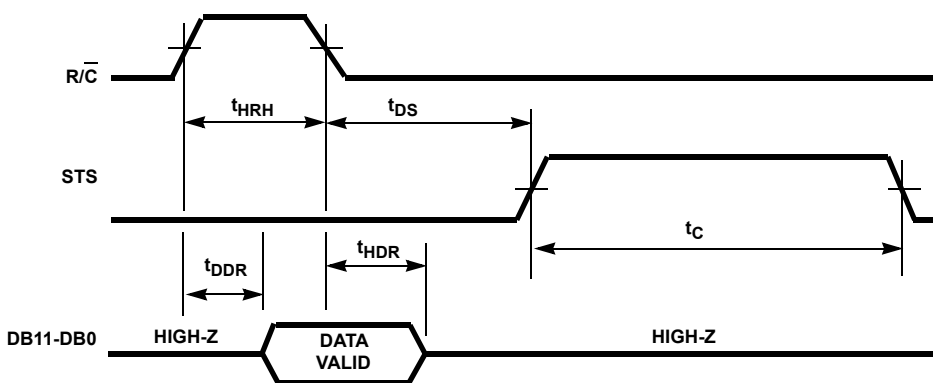 R/C̅
tHRH
tDS
STS
tC
tHDR
tDDR
DB11-DB0
HIGH-Z
DATA
VALID
HIGH-Z